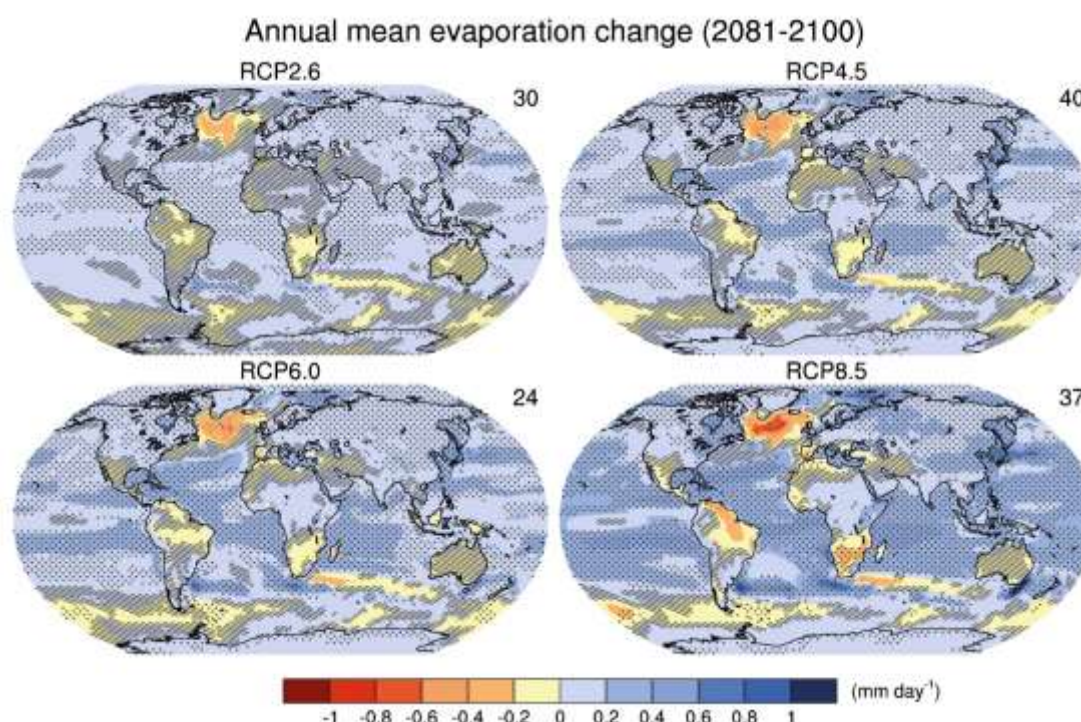 Annual mean evaporation change (2081-2100)
RCP2.6
30
RCP4.5
40
RCP6.0
24
RCP8.5
37
-1 -0.8 -0.6 -0.4 -0.2 0 0.2 0.4 0.6 0.8 1 (mm day⁻¹)